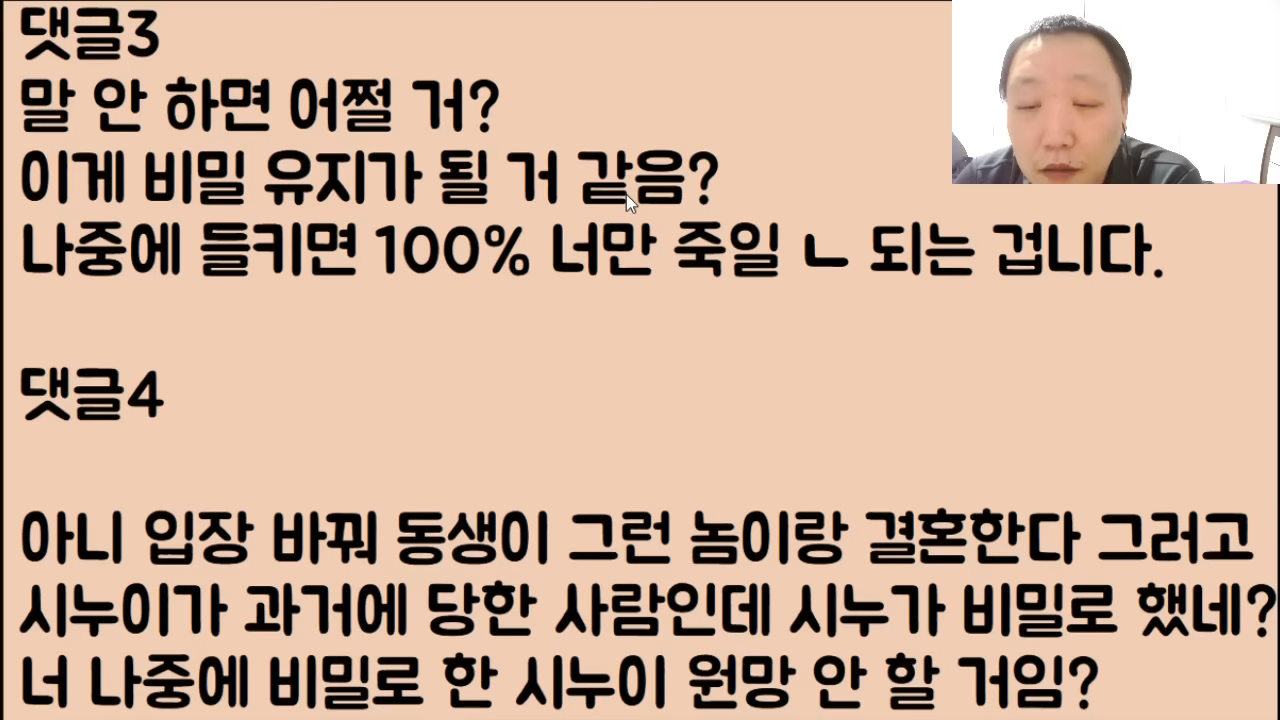 댓글3
말 안 하면 어쩔 거?
이게 비밀 유지가 될 거 같음?
나중에 들키면 100% 너만 죽일 ㄴ 되는 겁니다.
댓글4
아니 입장 바꿔 동생이 그런 놈이랑 결혼한다 그러고
시누이가 과거에 당한 사람인데 시누가 비밀로 했네?
너 나중에 비밀로 한 시누이 원망 안 할 거임?